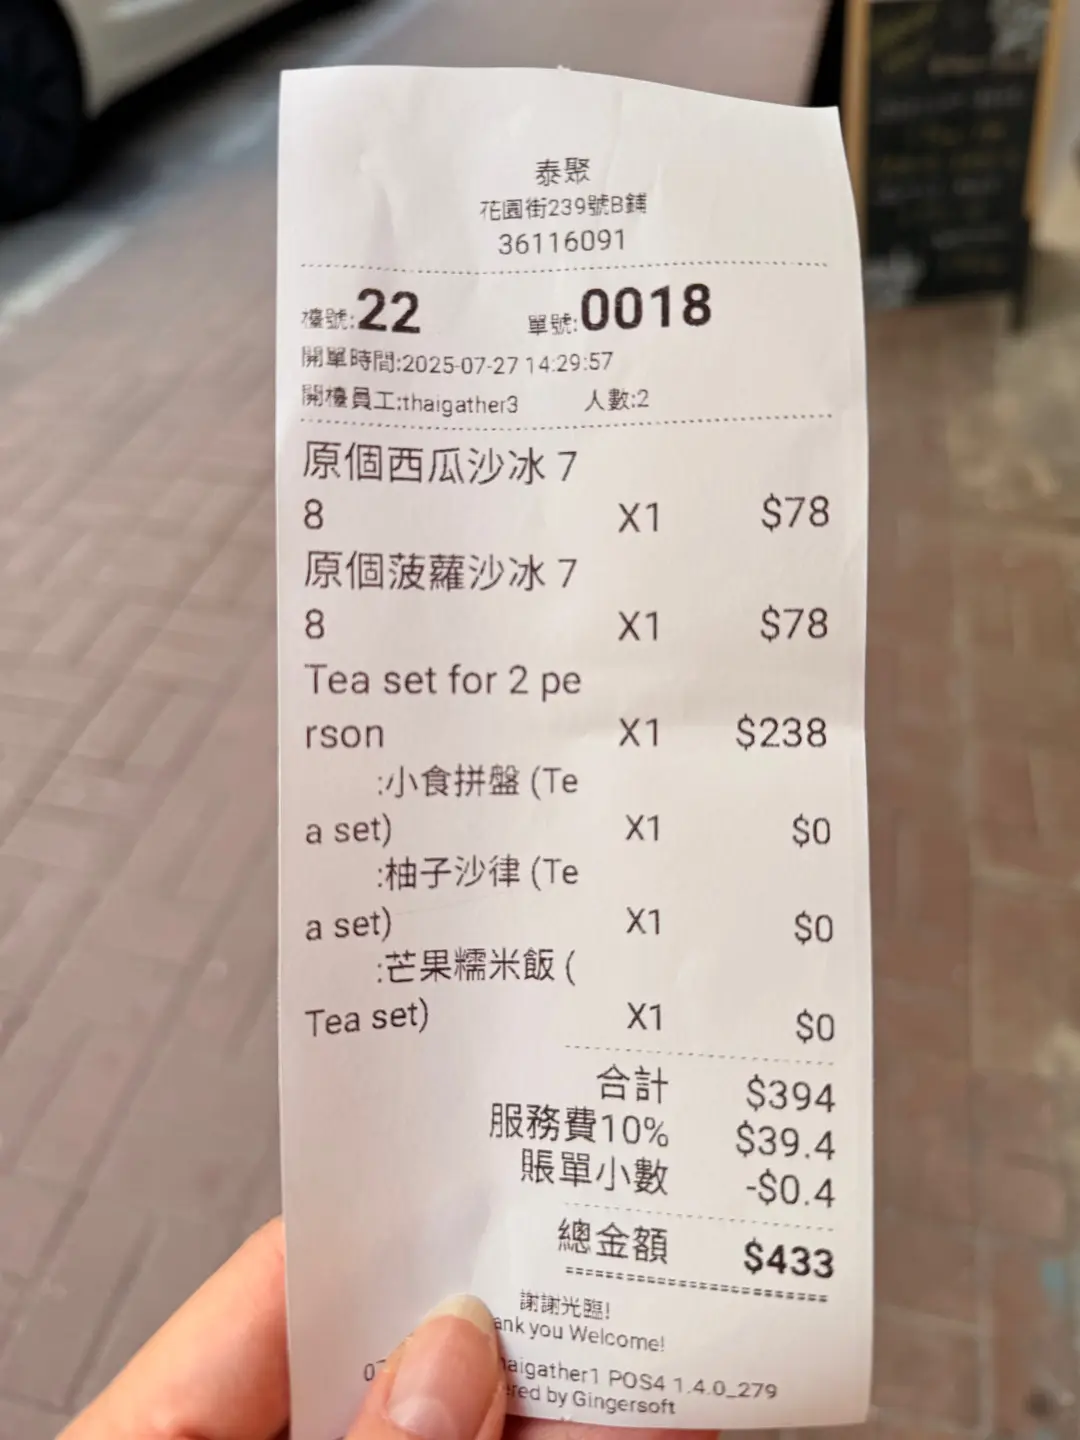 泰聚
花園街239號B鋪
36116091
檯號:22 單號:0018
開單時間:2025-07-27 14:29:57
開檯員工:thaigather3 人數:2
原個西瓜沙冰 7
8 X1 $78
原個菠蘿沙冰 7
8 X1 $78
Tea set for 2 pe
rson X1 $238
:小食拼盤 (Te
a set) X1 $0
:柚子沙律 (Te
a set) X1 $0
:芒果糯米飯 (
Tea set) X1 $0
合計 $394
服務費10% $39.4
賬單小數 -$0.4
總金額 $433
謝謝光臨!
ank you Welcome!
aigather1 POS4 1.4.0_279
ered by Gingersoft